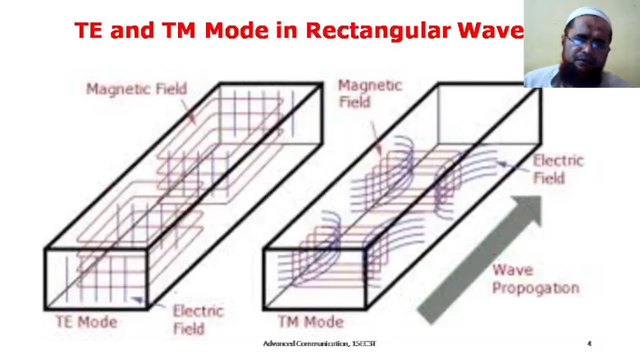 TE and TM Mode in Rectangular Wave
Magnetic Field
Magnetic
Field
Electric
Field
Wave
Propogation
Electric
Field
TE Mode
TM Mode
Advanced Communication, 15EC3T
4